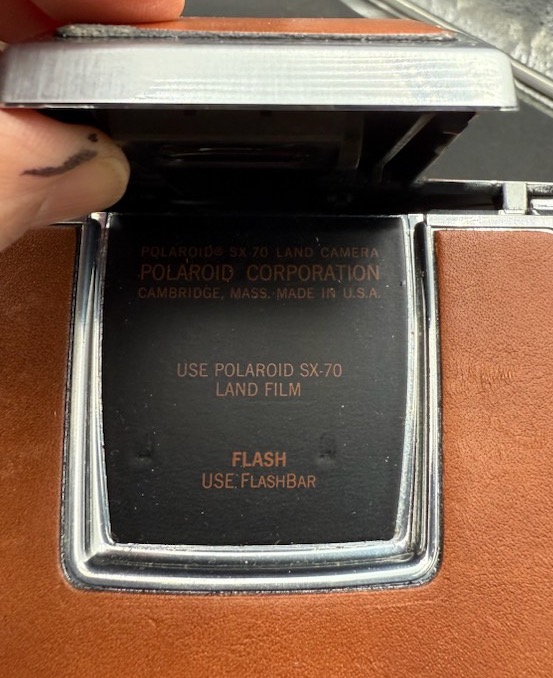 POLAROID® SX-70 LAND CAMERA
POLAROID CORPORATION
CAMBRIDGE, MASS. MADE IN U.S.A.
USE POLAROID SX-70
LAND FILM
FLASH
USE FLASHBAR